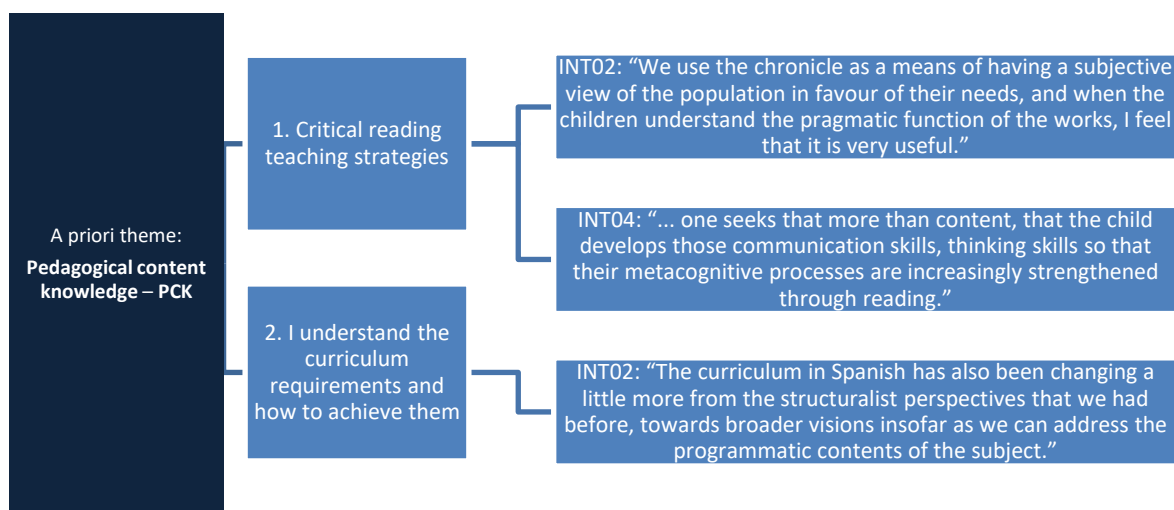 A priori theme:
Pedagogical content
knowledge – PCK
1. Critical reading
teaching strategies
INT02: “We use the chronicle as a means of having a subjective
view of the population in favour of their needs, and when the
children understand the pragmatic function of the works, I feel
that it is very useful.”
INT04: “... one seeks that more than content, that the child
develops those communication skills, thinking skills so that
their metacognitive processes are increasingly strengthened
through reading.”
2. I understand the
curriculum
requirements and
how to achieve them
INT02: “The curriculum in Spanish has also been changing a
little more from the structuralist perspectives that we had
before, towards broader visions insofar as we can address the
programmatic contents of the subject.”